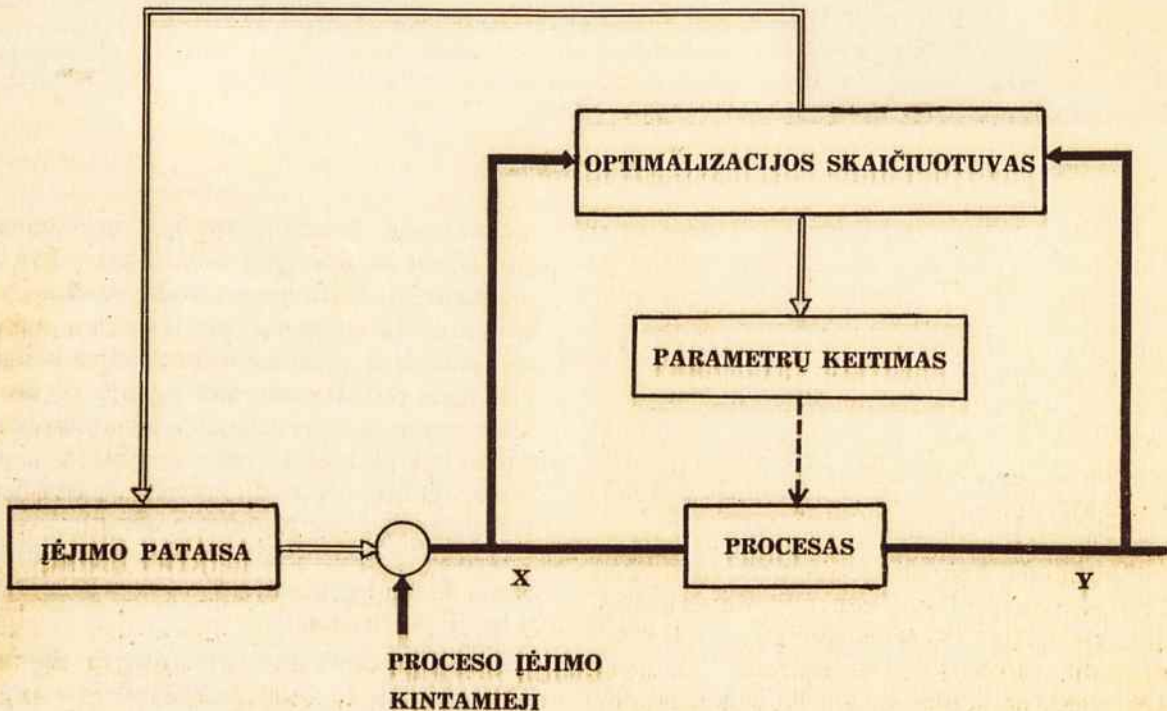 OPTIMALIZACIJOS SKAIČIUOTUVAS
PARAMETRŲ KEITIMAS
ĮĖJIMO PATAISA
PROCESAS
X
Y
PROCESO ĮĖJIMO
KINTAMIEJI